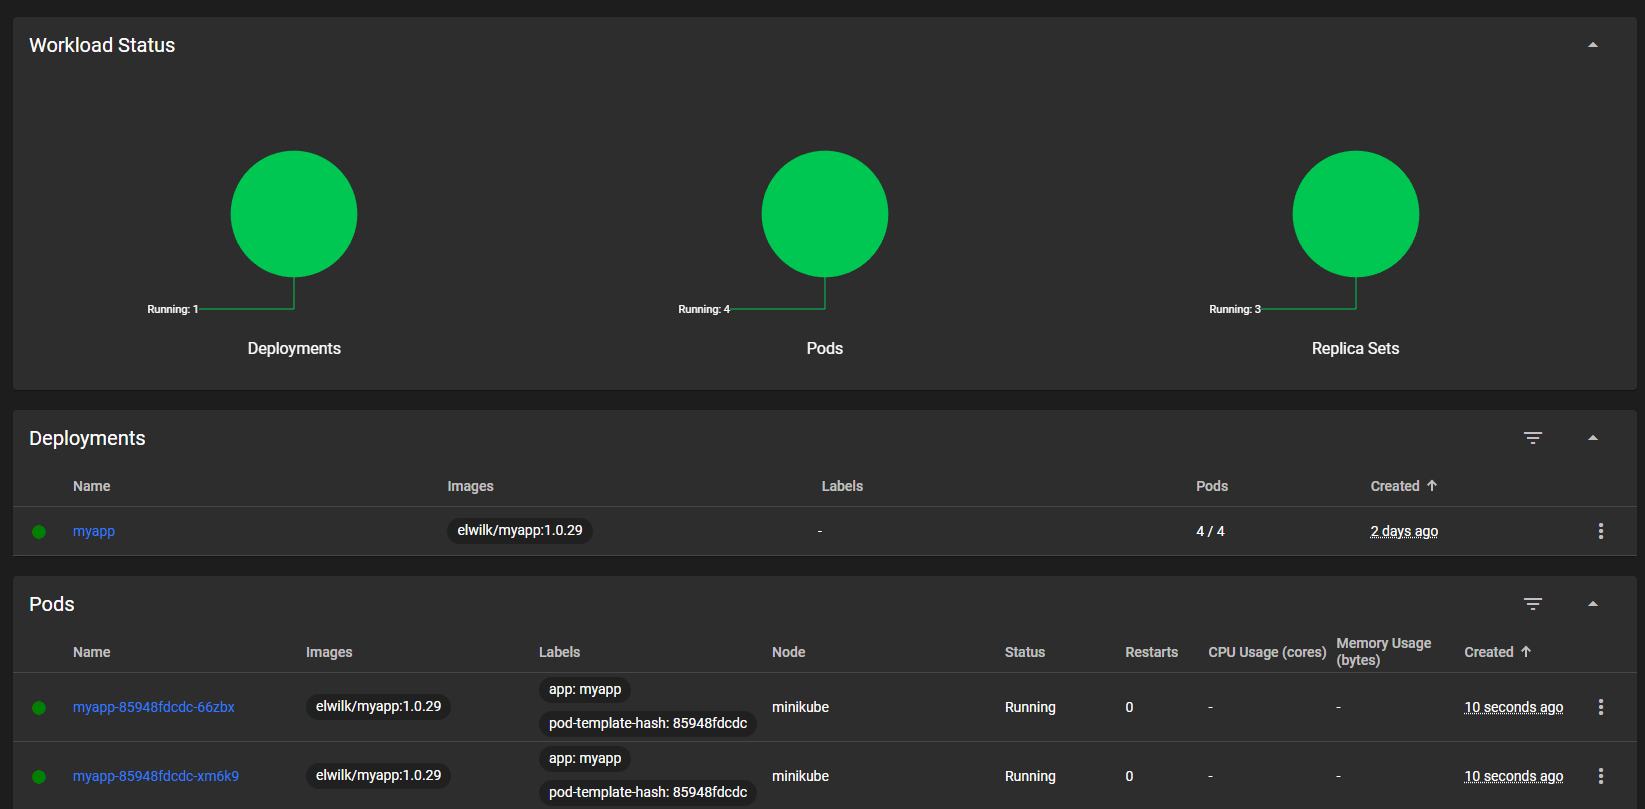 Workload Status
Running: 1
Running: 4
Running: 3
Deployments
Pods
Replica Sets
Deployments
Name Images Labels Pods Created
myapp elwilk/myapp:1.0.29 - 4 / 4 2 days ago
Pods
Name Images Labels Node Status Restarts CPU Usage (cores) Memory Usage (bytes) Created
myapp-85948fdcdc-66zbx elwilk/myapp:1.0.29 app: myapp minikube Running 0 - - 10 seconds ago
pod-template-hash: 85948fdcdc
myapp-85948fdcdc-xm6k9 elwilk/myapp:1.0.29 app: myapp minikube Running 0 - - 10 seconds ago
pod-template-hash: 85948fdcdc